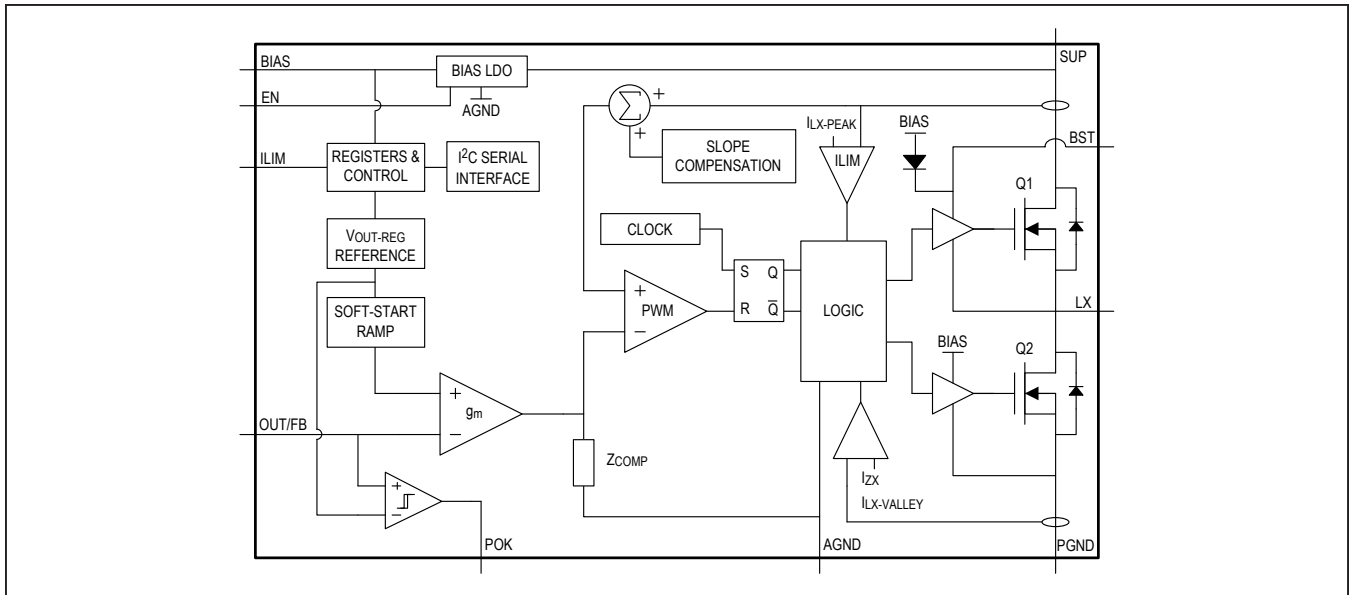 BIAS
BIAS LDO
SUP
EN
AGND
+
Σ
+
+
ILX-PEAK
BIAS
BST
ILIM
REGISTERS &
CONTROL
I2C SERIAL
INTERFACE
SLOPE
COMPENSATION
ILIM
Q1
VOUT-REG
REFERENCE
CLOCK
S
Q
R
Q̅
LOGIC
SOFT-START
RAMP
+
PWM
−
LX
BIAS
Q2
+
gm
−
OUT/FB
ZCOMP
IZX
ILX-VALLEY
+
−
POK
AGND
PGND